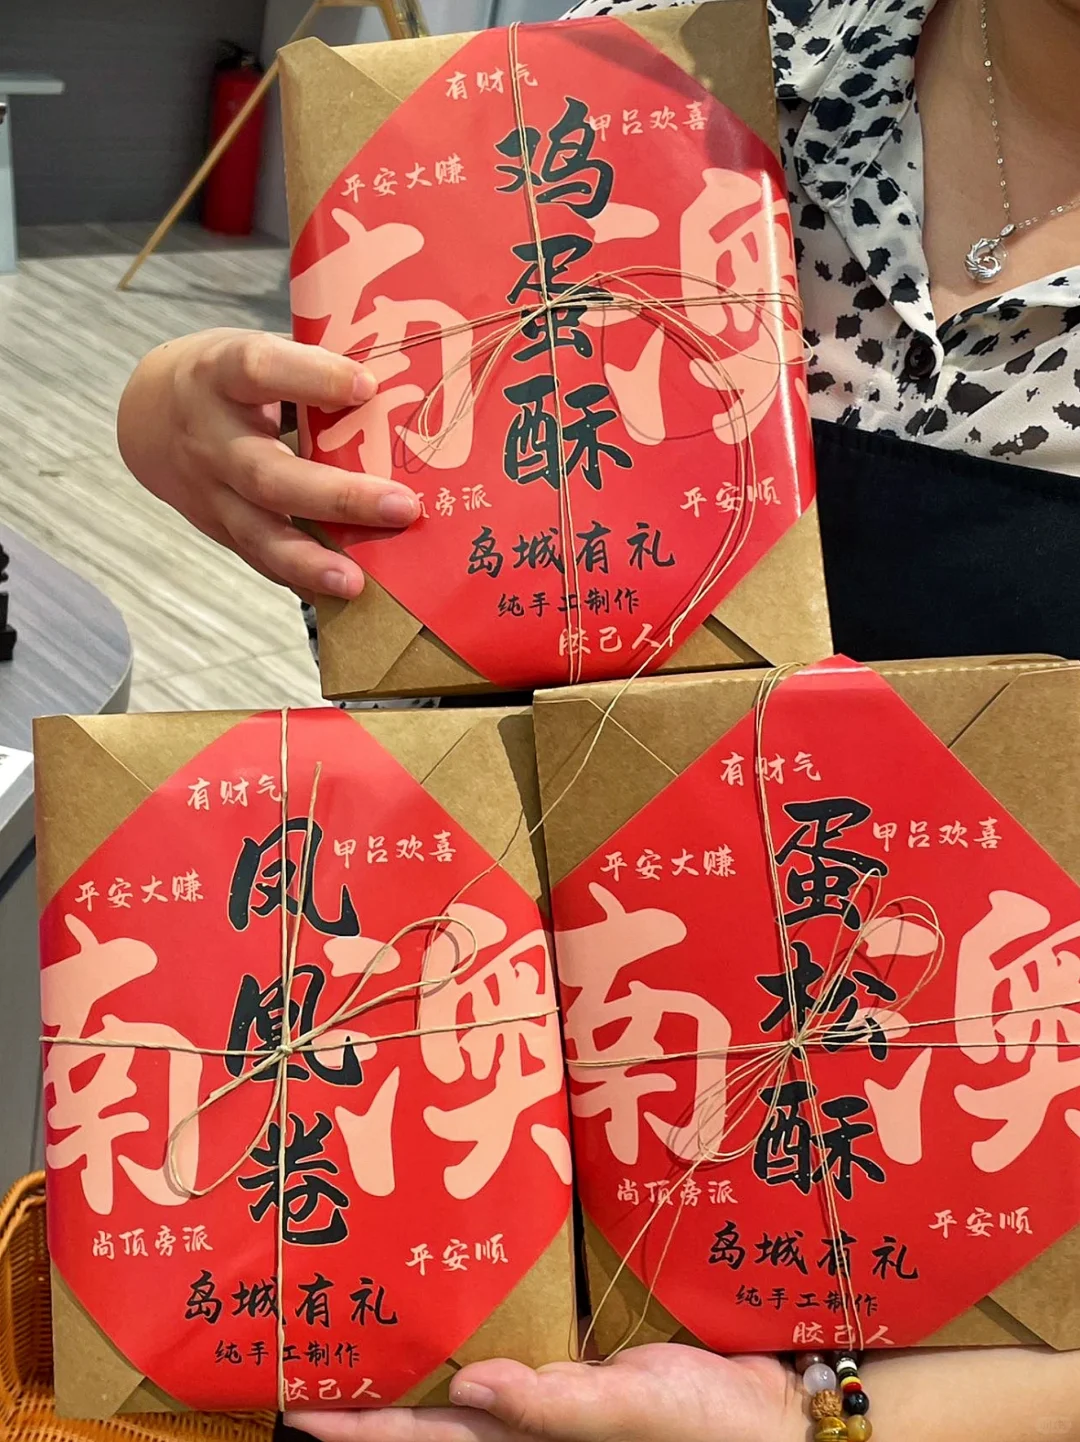 有财气
甲吕欢喜
平安大赚
鸡蛋酥
南澳
顶旁派
平安顺
岛城有礼
纯手工制作
胶己人
有财气
甲吕欢喜
平安大赚
凤凰卷
南澳
尚顶旁派
平安顺
岛城有礼
纯手工制作
胶己人
有财气
甲吕欢喜
平安大赚
蛋松酥
南澳
尚顶旁派
平安顺
岛城有礼
纯手工制作
胶己人